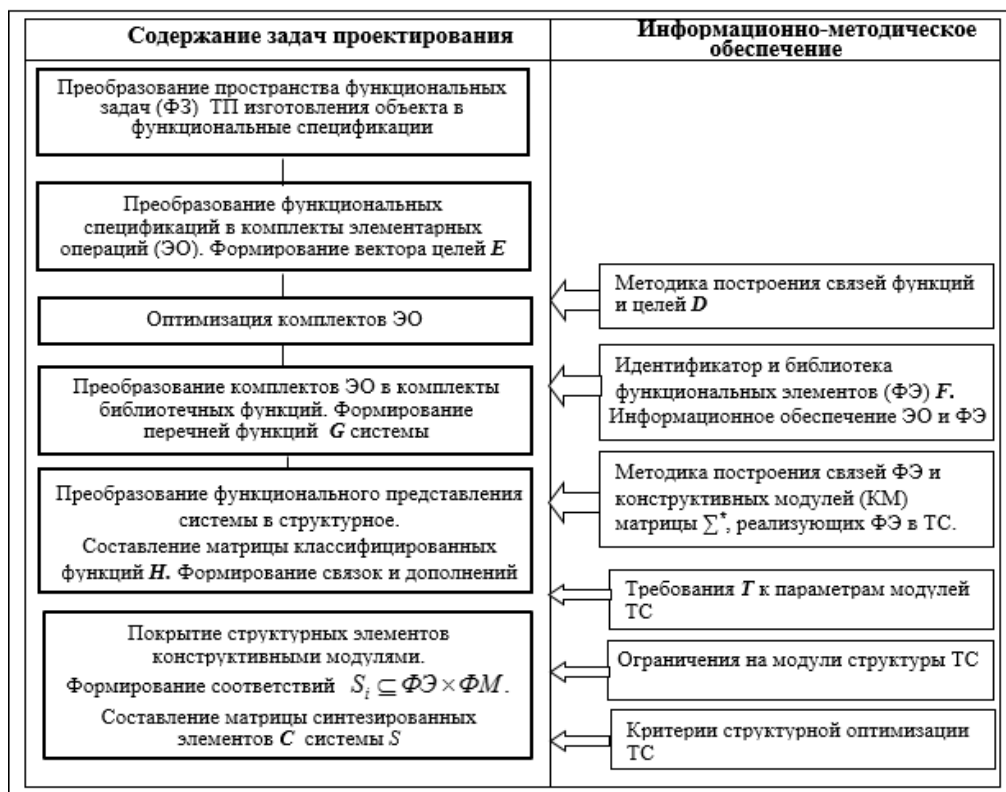 Содержание задач проектирования
Преобразование пространства функциональных
задач (ФЗ) ТП изготовления объекта в
функциональные спецификации
Преобразование функциональных
спецификаций в комплекты элементарных
операций (ЭО). Формирование вектора целей E
Оптимизация комплектов ЭО
Преобразование комплектов ЭО в комплекты
библиотечных функций. Формирование
перечней функций G системы
Преобразование функционального представления
системы в структурное.
Составление матрицы классифицированных
функций H. Формирование связок и дополнений
Покрытие структурных элементов
конструктивными модулями.
Формирование соответствий S_i ⊆ ФЭ × ФМ.
Составление матрицы синтезированных
элементов C системы S
Информационно-методическое
обеспечение
Методика построения связей функций
и целей D
Идентификатор и библиотека
функциональных элементов (ФЭ) F.
Информационное обеспечение ЭО и ФЭ
Методика построения связей ФЭ и
конструктивных модулей (КМ)
матрицы ∑*, реализующих ФЭ в ТС.
Требования T к параметрам модулей
ТС
Ограничения на модули структуры ТС
Критерии структурной оптимизации
ТС